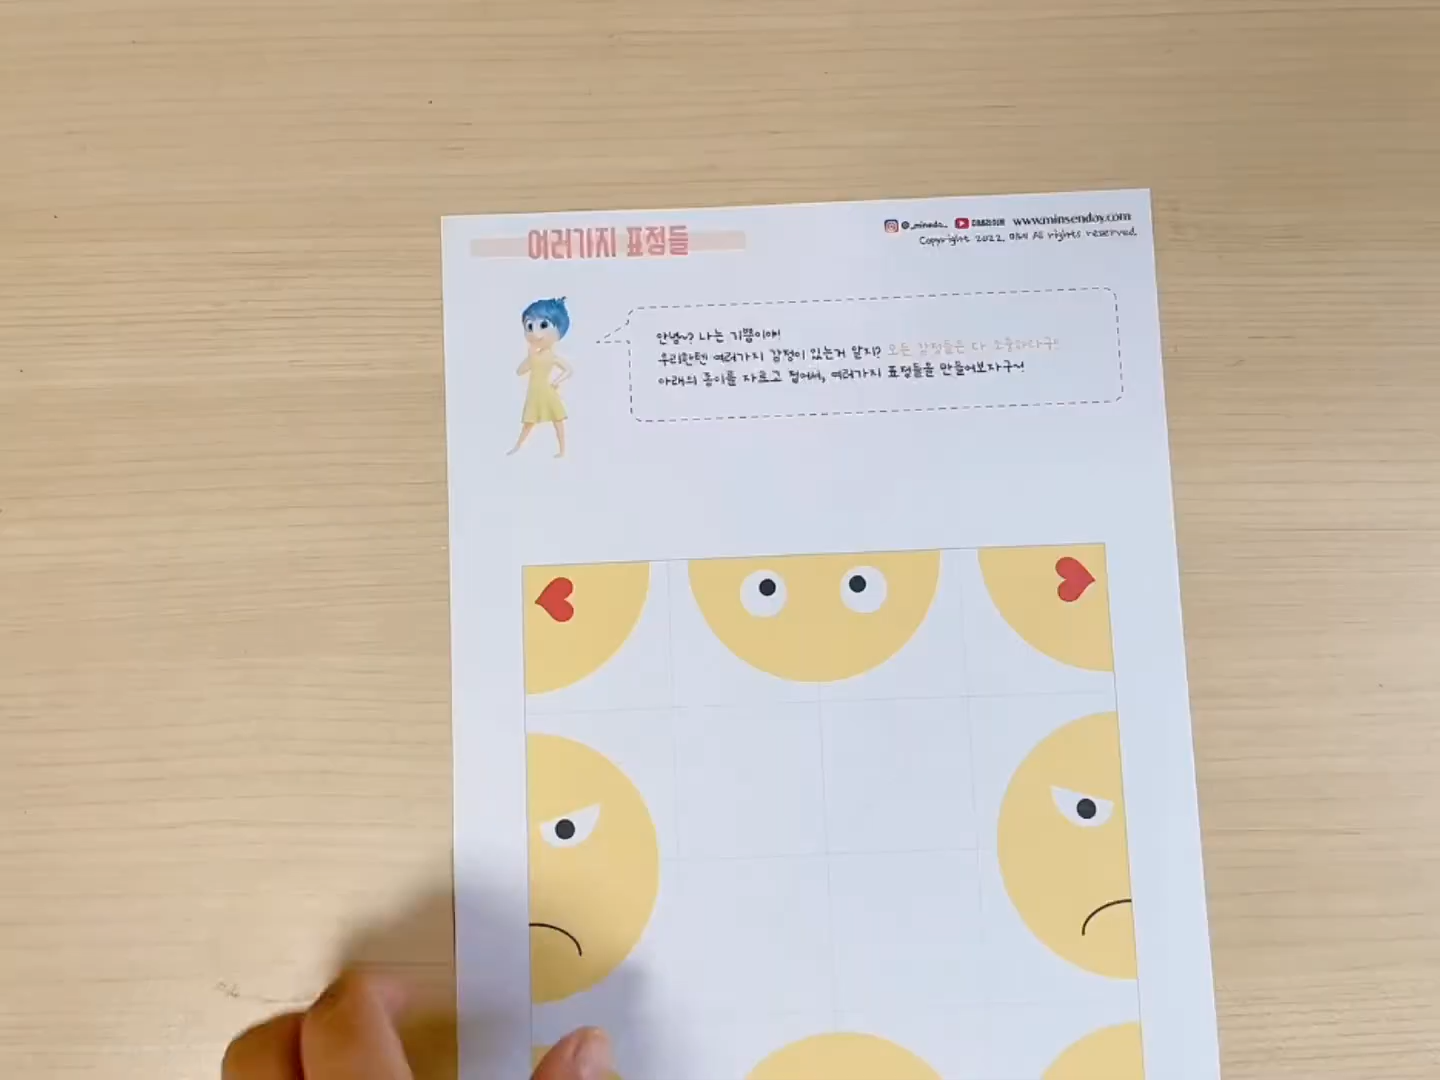 여러가지 표정들
@_minsda_ www.minsenday.com
Copyright 2022. All rights reserved.
안녕~? 나는 기쁨이야!
우리한텐 여러가지 감정이 있는거 알지? 모든 감정들은 다 소중하다구!!
아래의 종이를 자르고 접어서, 여러가지 표정들을 만들어보자구~!